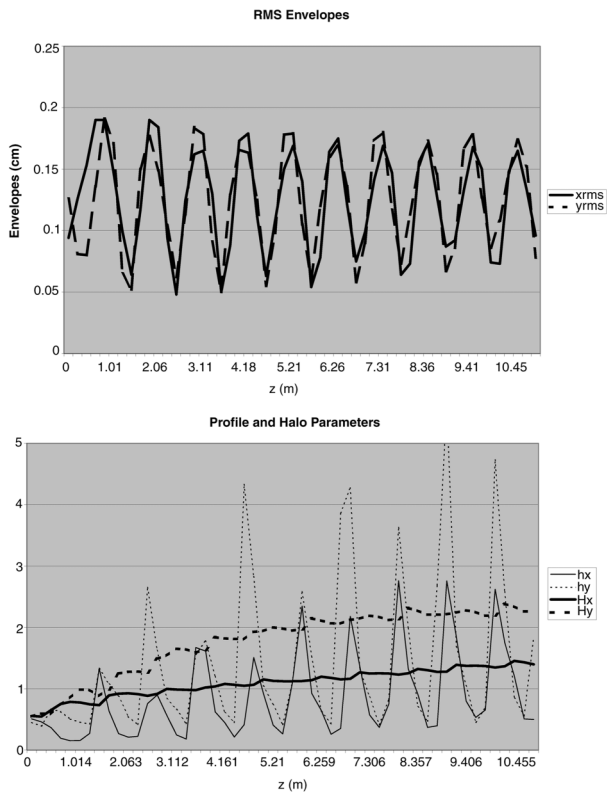 RMS Envelopes
0.25
0.2
0.15
0.1
0.05
0
Envelopes (cm)
0 1.01 2.06 3.11 4.18 5.21 6.26 7.31 8.36 9.41 10.45
z (m)
xrms
yrms
Profile and Halo Parameters
5
4
3
2
1
0
0 1.014 2.063 3.112 4.161 5.21 6.259 7.306 8.357 9.406 10.455
z (m)
hx
hy
Hx
Hy